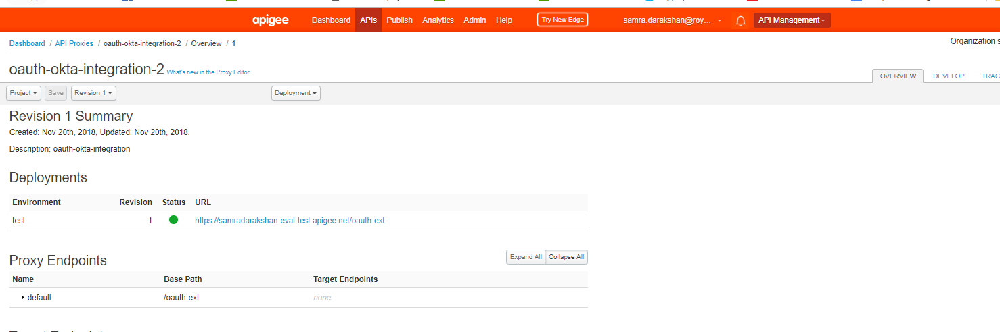 apigee Dashboard APIs Publish Analytics Admin Help Try New Edge samra.darakshan@roy... API Management
Dashboard / API Proxies / oauth-okta-integration-2 / Overview / 1 Organization s
oauth-okta-integration-2 What's new in the Proxy Editor
OVERVIEW DEVELOP TRAC
Project Save Revision 1 Deployment
Revision 1 Summary
Created: Nov 20th, 2018, Updated: Nov 20th, 2018.
Description: oauth-okta-integration
Deployments
Environment Revision Status URL
test 1 https://samradarakshan-eval-test.apigee.net/oauth-ext
Proxy Endpoints Expand All Collapse All
Name Base Path Target Endpoints
default /oauth-ext none